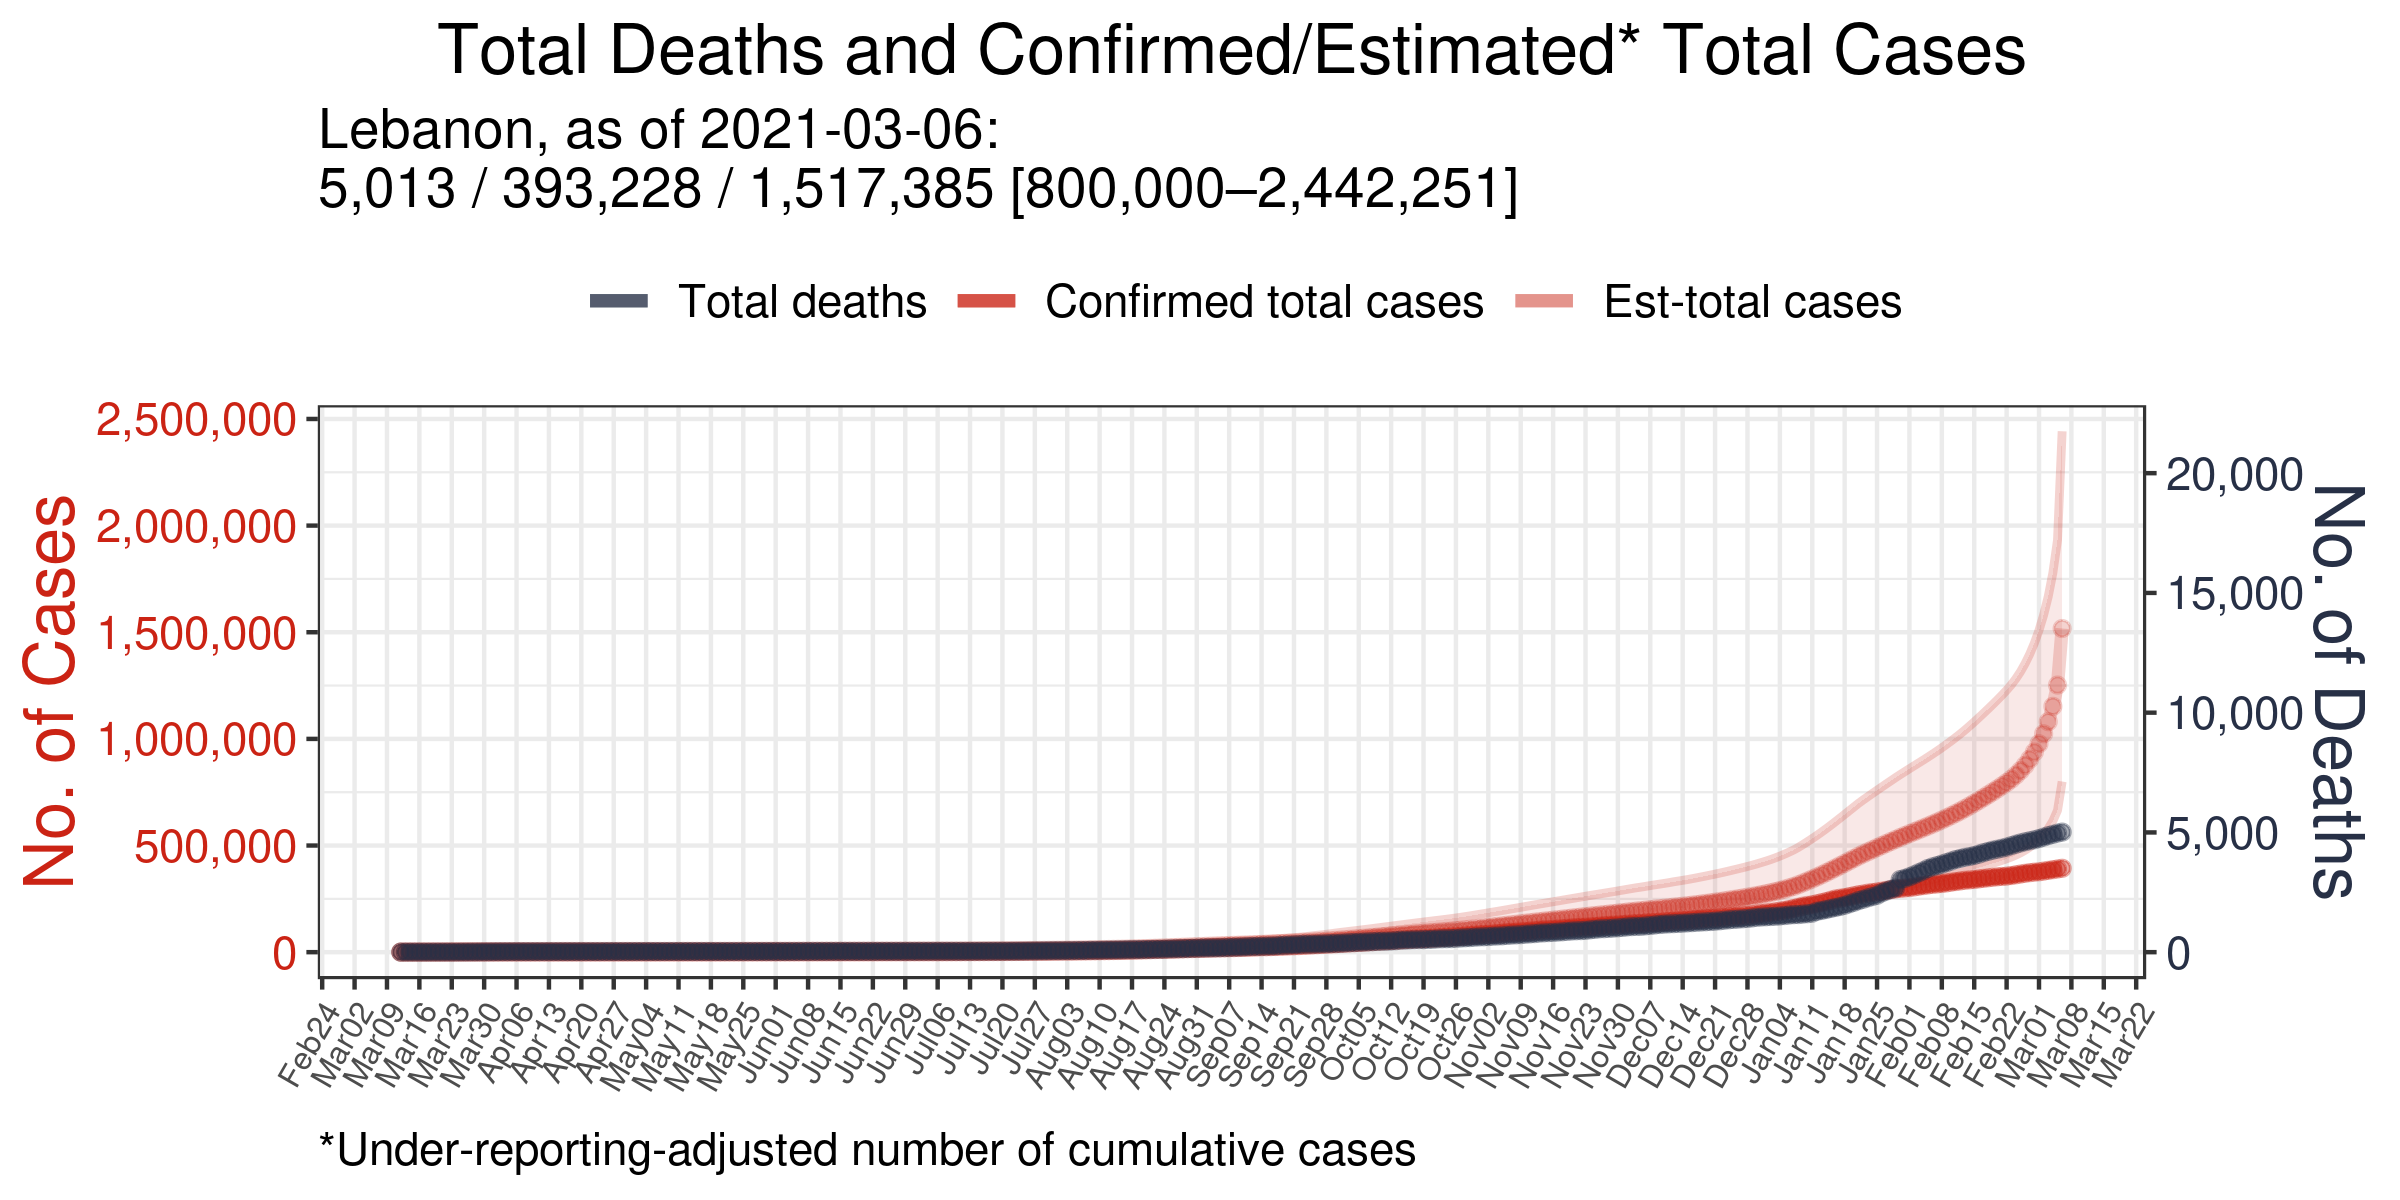 Total Deaths and Confirmed/Estimated* Total Cases
Lebanon, as of 2021-03-06:
5,013 / 393,228 / 1,517,385 [800,000–2,442,251]
Total deaths
Confirmed total cases
Est-total cases
No. of Cases
2,500,000
2,000,000
1,500,000
1,000,000
500,000
0
20,000
15,000
10,000
5,000
0
No. of Deaths
Feb24
Mar02
Mar09
Mar16
Mar23
Mar30
Apr06
Apr13
Apr20
Apr27
May04
May11
May18
May25
Jun01
Jun08
Jun15
Jun22
Jun29
Jul06
Jul13
Jul20
Jul27
Aug03
Aug10
Aug17
Aug24
Aug31
Sep07
Sep14
Sep21
Sep28
Oct05
Oct12
Oct19
Oct26
Nov02
Nov09
Nov16
Nov23
Nov30
Dec07
Dec14
Dec21
Dec28
Jan04
Jan11
Jan18
Jan25
Feb01
Feb08
Feb15
Feb22
Mar01
Mar08
Mar15
Mar22
*Under-reporting-adjusted number of cumulative cases